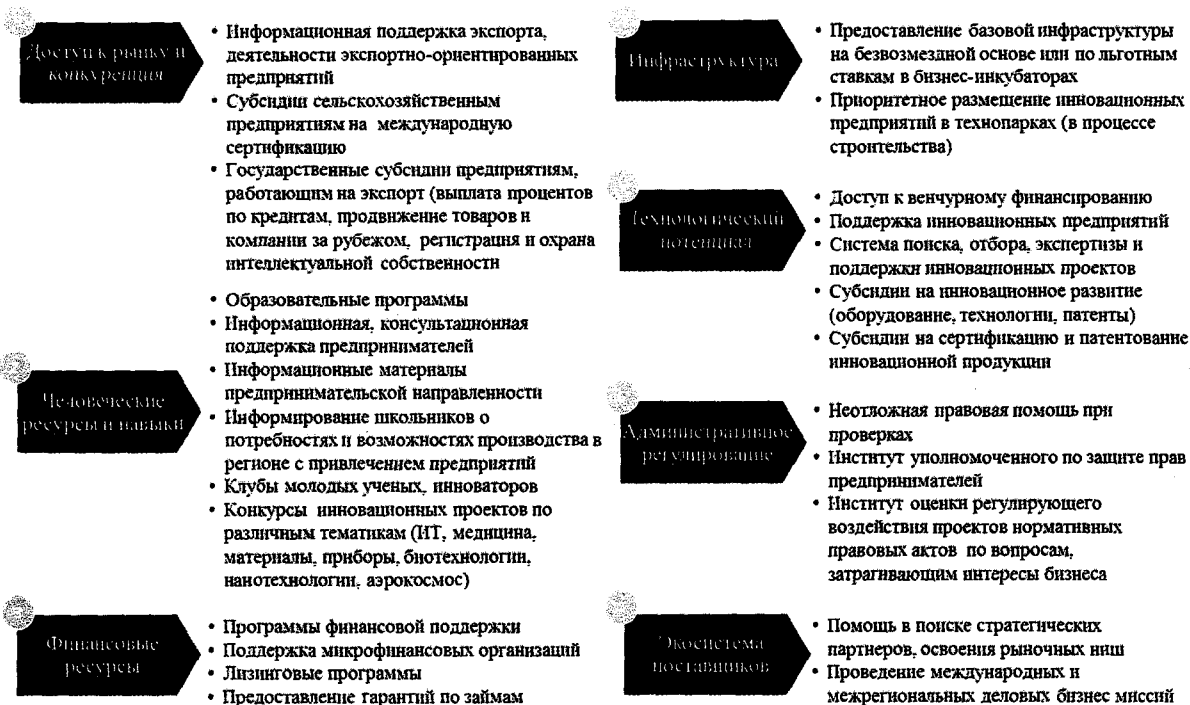 Доступ к рынку и
конкуренция
• Информационная поддержка экспорта,
деятельности экспортно-ориентированных
предприятий
• Субсидии сельскохозяйственным
предприятиям на международную
сертификацию
• Государственные субсидии предприятиям,
работающим на экспорт (выплата процентов
по кредитам, продвижение товаров и
компании за рубежом, регистрация и охрана
интеллектуальной собственности
Человеческие
ресурсы и навыки
• Образовательные программы
• Информационная, консультационная
поддержка предпринимателей
• Информационные материалы
предпринимательской направленности
• Информирование школьников о
потребностях и возможностях производства в
регионе с привлечением предприятий
• Клубы молодых ученых, инноваторов
• Конкурсы инновационных проектов по
различным тематикам (ИТ, медицина,
материалы, приборы, биотехнологии,
нанотехнологии, аэрокосмос)
Финансовые
ресурсы
• Программы финансовой поддержки
• Поддержка микрофинансовых организаций
• Лизинговые программы
• Предоставление гарантий по займам
Инфраструктура
• Предоставление базовой инфраструктуры
на безвозмездной основе или по льготным
ставкам в бизнес-инкубаторах
• Приоритетное размещение инновационных
предприятий в технопарках (в процессе
строительства)
Технологический
потенциал
• Доступ к венчурному финансированию
• Поддержка инновационных предприятий
• Система поиска, отбора, экспертизы и
поддержки инновационных проектов
• Субсидии на инновационное развитие
(оборудование, технологии, патенты)
• Субсидии на сертификацию и патентование
инновационной продукции
Административное
регулирование
• Неотложная правовая помощь при
проверках
• Институт уполномоченного по защите прав
предпринимателей
• Институт оценки регулирующего
воздействия проектов нормативных
правовых актов по вопросам,
затрагивающим интересы бизнеса
Экосистема
поставщиков
• Помощь в поиске стратегических
партнеров, освоения рыночных ниш
• Проведение международных и
межрегиональных деловых бизнес миссий